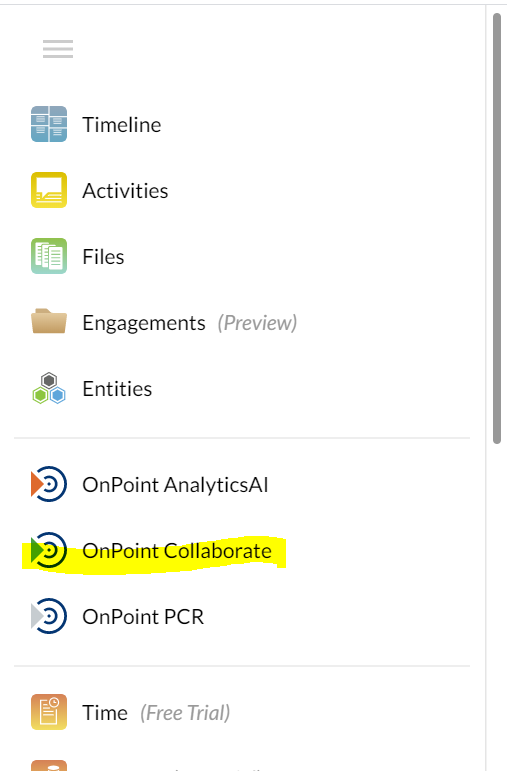 Timeline
Activities
Files
Engagements (Preview)
Entities
OnPoint AnalyticsAI
OnPoint Collaborate
OnPoint PCR
Time (Free Trial)